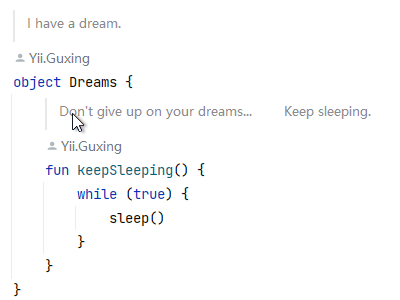 I have a dream.
Yii.Guxing
object Dreams {
Don't give up on your dreams... Keep sleeping.
Yii.Guxing
fun keepSleeping() {
while (true) {
sleep()
}
}
}